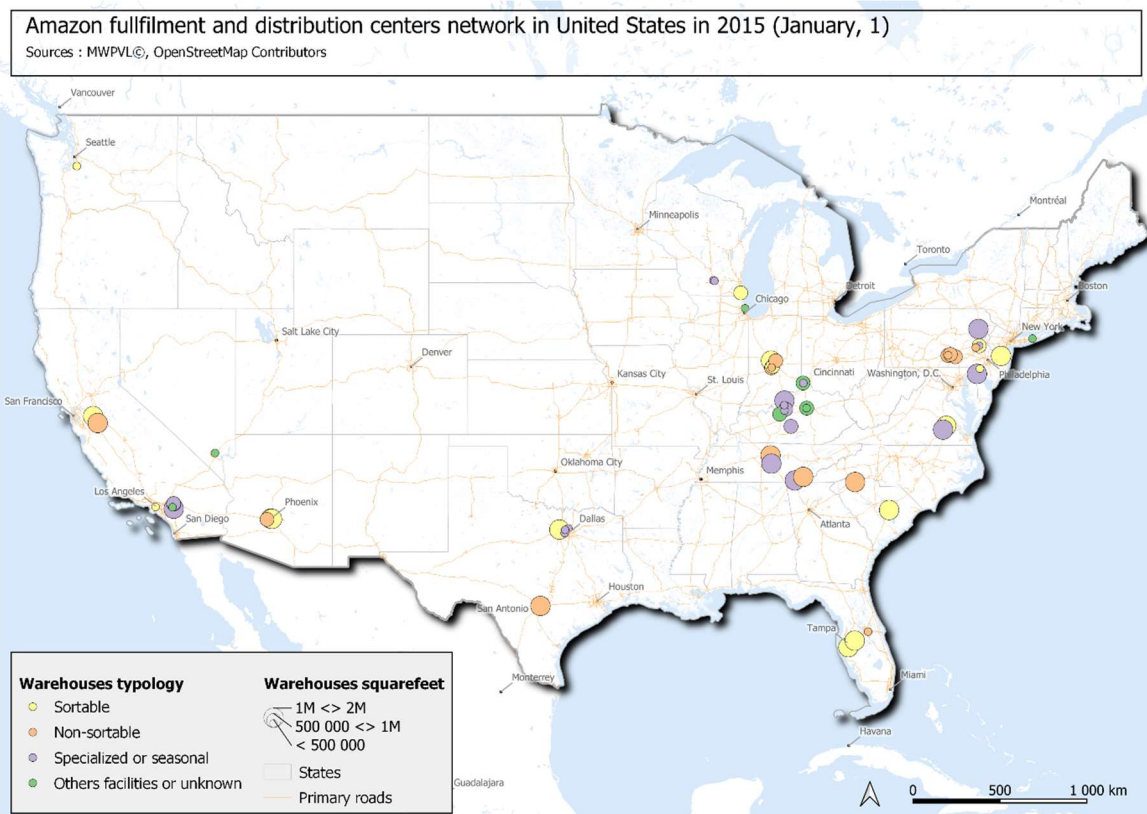 Amazon fullfilment and distribution centers network in United States in 2015 (January, 1)
Sources : MWPVL©, OpenStreetMap Contributors
Vancouver
Seattle
Minneapolis
Montréal
Toronto
Boston
Detroit
Chicago
New York
Salt Lake City
Denver
Philadelphia
Washington, D.C.
Cincinnati
Kansas City
St. Louis
San Francisco
Oklahoma City
Memphis
Los Angeles
Phoenix
San Diego
Dallas
Atlanta
Houston
San Antonio
Tampa
Miami
Monterrey
Havana
Guadalajara
Warehouses typology
Sortable
Non-sortable
Specialized or seasonal
Others facilities or unknown
Warehouses squarefeet
1M <> 2M
500 000 <> 1M
< 500 000
States
Primary roads
0 500 1 000 km